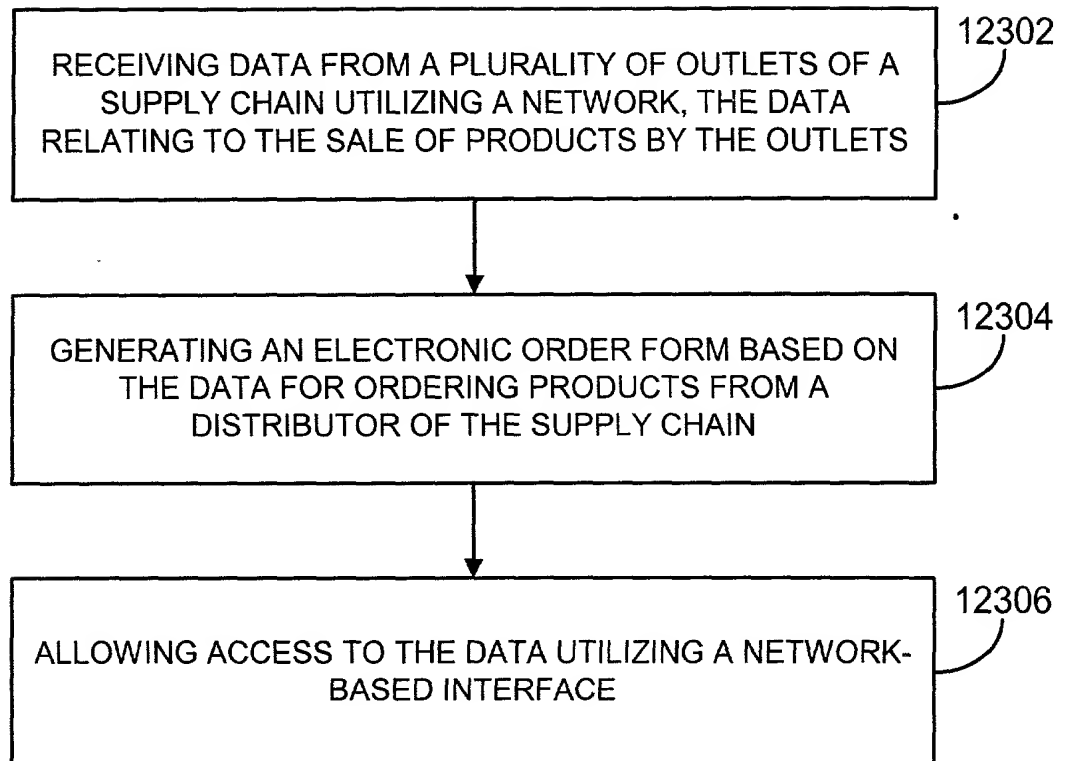 12302
RECEIVING DATA FROM A PLURALITY OF OUTLETS OF A
SUPPLY CHAIN UTILIZING A NETWORK, THE DATA
RELATING TO THE SALE OF PRODUCTS BY THE OUTLETS
12304
GENERATING AN ELECTRONIC ORDER FORM BASED ON
THE DATA FOR ORDERING PRODUCTS FROM A
DISTRIBUTOR OF THE SUPPLY CHAIN
12306
ALLOWING ACCESS TO THE DATA UTILIZING A NETWORK-
BASED INTERFACE